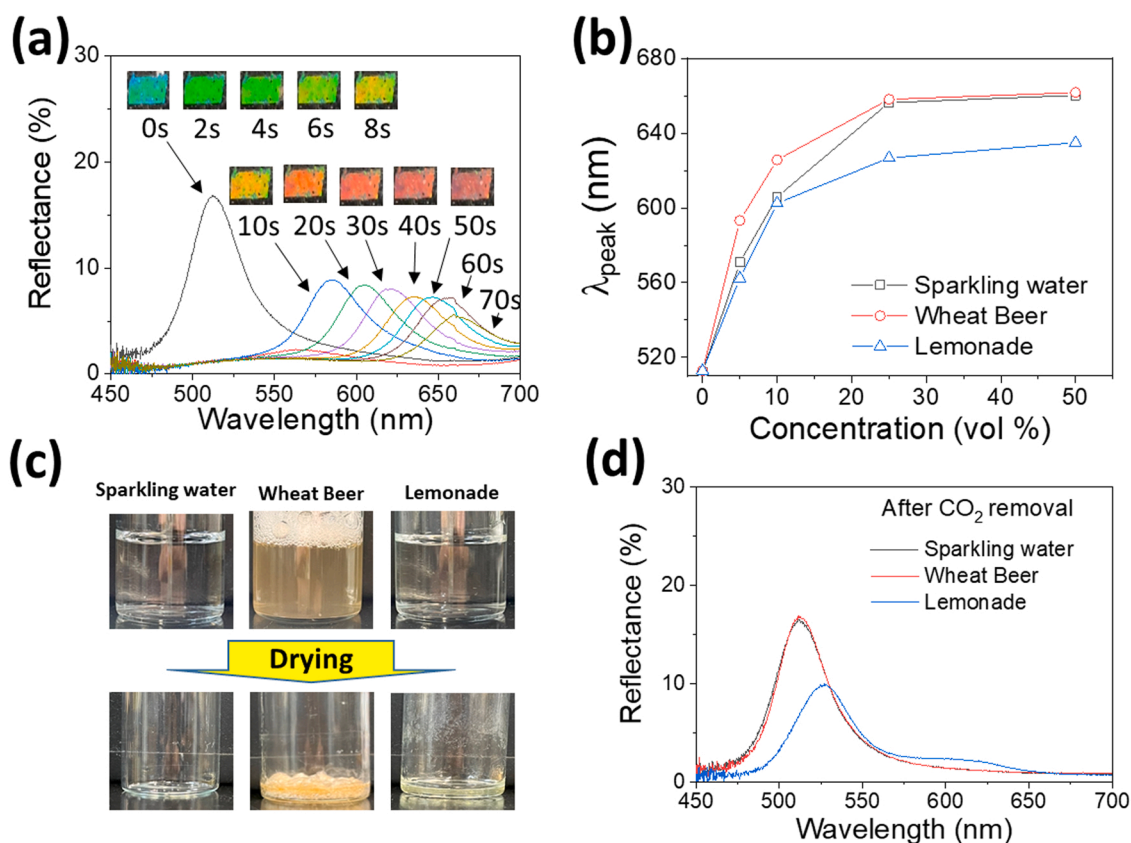 (a)
30
20
10
0
Reflectance (%)
0s 2s 4s 6s 8s
10s 20s 30s 40s 50s
60s
70s
450 500 550 600 650 700
Wavelength (nm)
(b)
680
640
600
560
520
λpeak (nm)
Sparkling water
Wheat Beer
Lemonade
0 10 20 30 40 50
Concentration (vol %)
(c)
Sparkling water Wheat Beer Lemonade
Drying
(d)
30
20
10
0
Reflectance (%)
After CO2 removal
Sparkling water
Wheat Beer
Lemonade
450 500 550 600 650 700
Wavelength (nm)